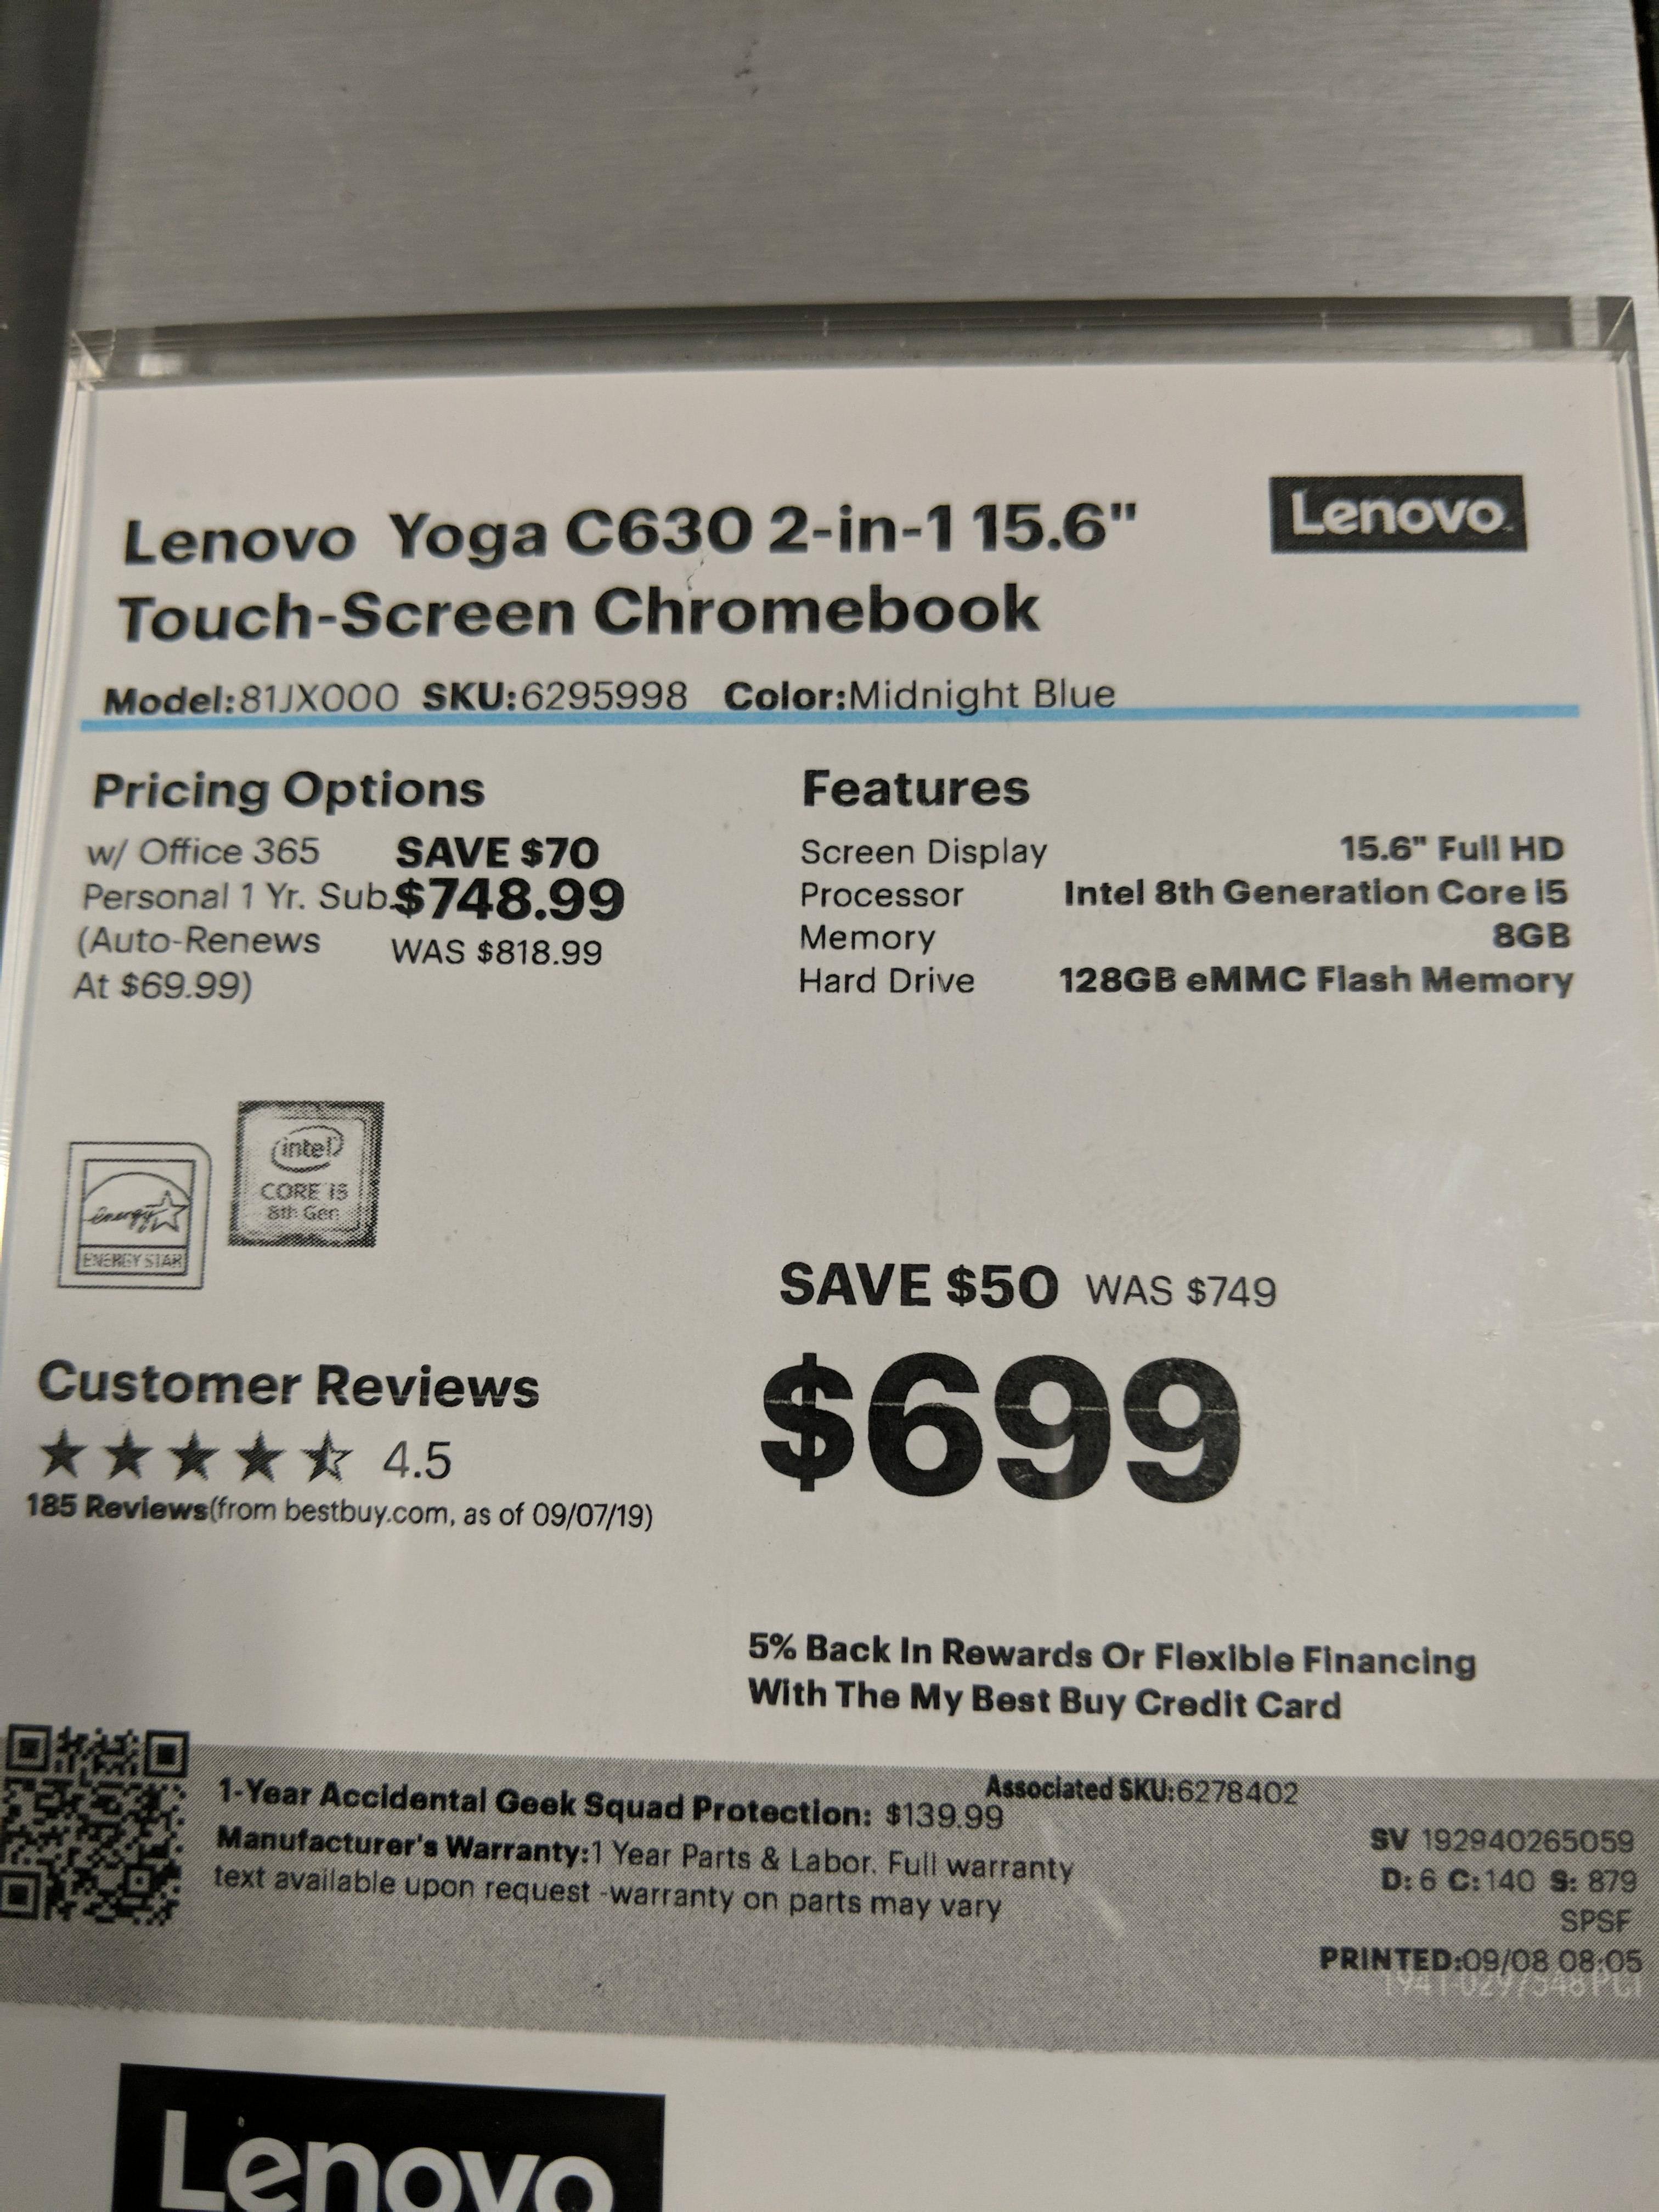 Lenovo Yoga C630 2-in-1 15.6"
Touch-Screen Chromebook
Lenovo
Model:81JX000 SKU:6295998 Color:Midnight Blue
Pricing Options
w/ Office 365 SAVE $70
Personal 1 Yr. Sub. $748.99
(Auto-Renews WAS $818.99
At $69.99)
Features
Screen Display 15.6" Full HD
Processor Intel 8th Generation Core i5
Memory 8GB
Hard Drive 128GB eMMC Flash Memory
energy
ENERGY STAR
intel
CORE i5
8th Gen
SAVE $50 WAS $749
$699
Customer Reviews
4.5
185 Reviews(from bestbuy.com, as of 09/07/19)
5% Back In Rewards Or Flexible Financing
With The My Best Buy Credit Card
1-Year Accidental Geek Squad Protection: $139.99
Manufacturer's Warranty:1 Year Parts & Labor. Full warranty
text available upon request -warranty on parts may vary
Associated SKU:6278402
SV 192940265059
D: 6 C:140 S: 879
SPSF
PRINTED:09/08 08:05
Lenovo